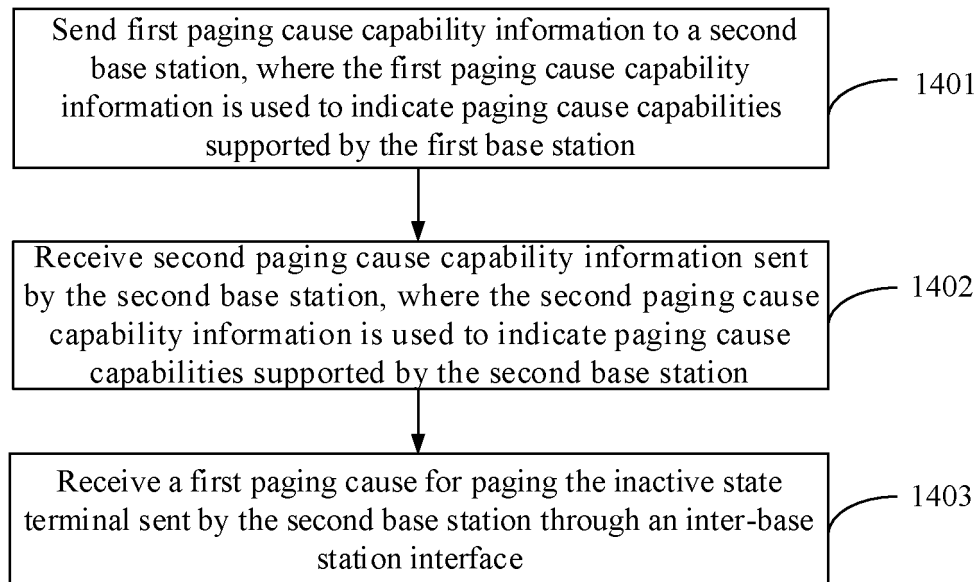 Send first paging cause capability information to a second
base station, where the first paging cause capability
information is used to indicate paging cause capabilities
supported by the first base station
1401
Receive second paging cause capability information sent
by the second base station, where the second paging cause
capability information is used to indicate paging cause
capabilities supported by the second base station
1402
Receive a first paging cause for paging the inactive state
terminal sent by the second base station through an inter-base
station interface
1403